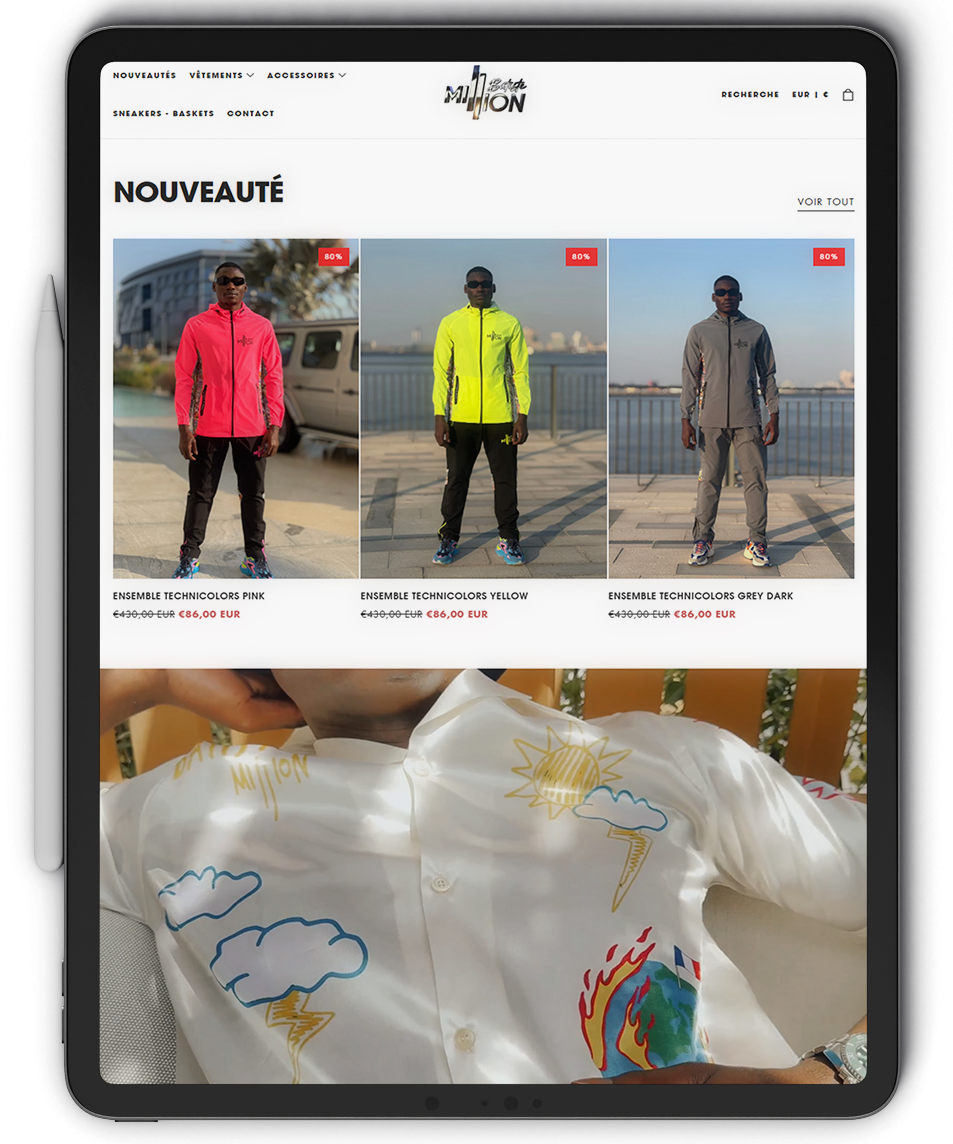 NOUVEAUTÉS VÊTEMENTS ACCESSOIRES
SNEAKERS - BASKETS CONTACT
Batiste
MILLION
RECHERCHE EUR | €
NOUVEAUTÉ
VOIR TOUT
80%
80%
80%
ENSEMBLE TECHNICOLORS PINK
€430,00 EUR €86,00 EUR
ENSEMBLE TECHNICOLORS YELLOW
€430,00 EUR €86,00 EUR
ENSEMBLE TECHNICOLORS GREY DARK
€430,00 EUR €86,00 EUR
MILLION